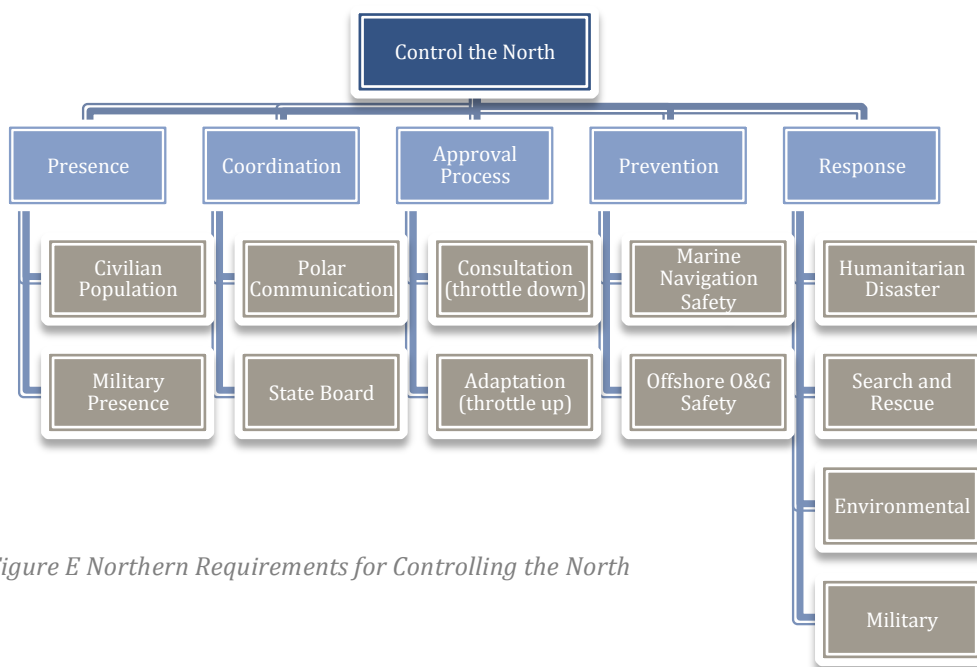 Control the North
Presence
Coordination
Approval
Process
Prevention
Response
Civilian
Population
Polar
Communication
Consultation
(throttle down)
Marine
Navigation
Safety
Humanitarian
Disaster
Military
Presence
State Board
Adaptation
(throttle up)
Offshore O&G
Safety
Search and
Rescue
Environmental
Military
Figure E Northern Requirements for Controlling the North